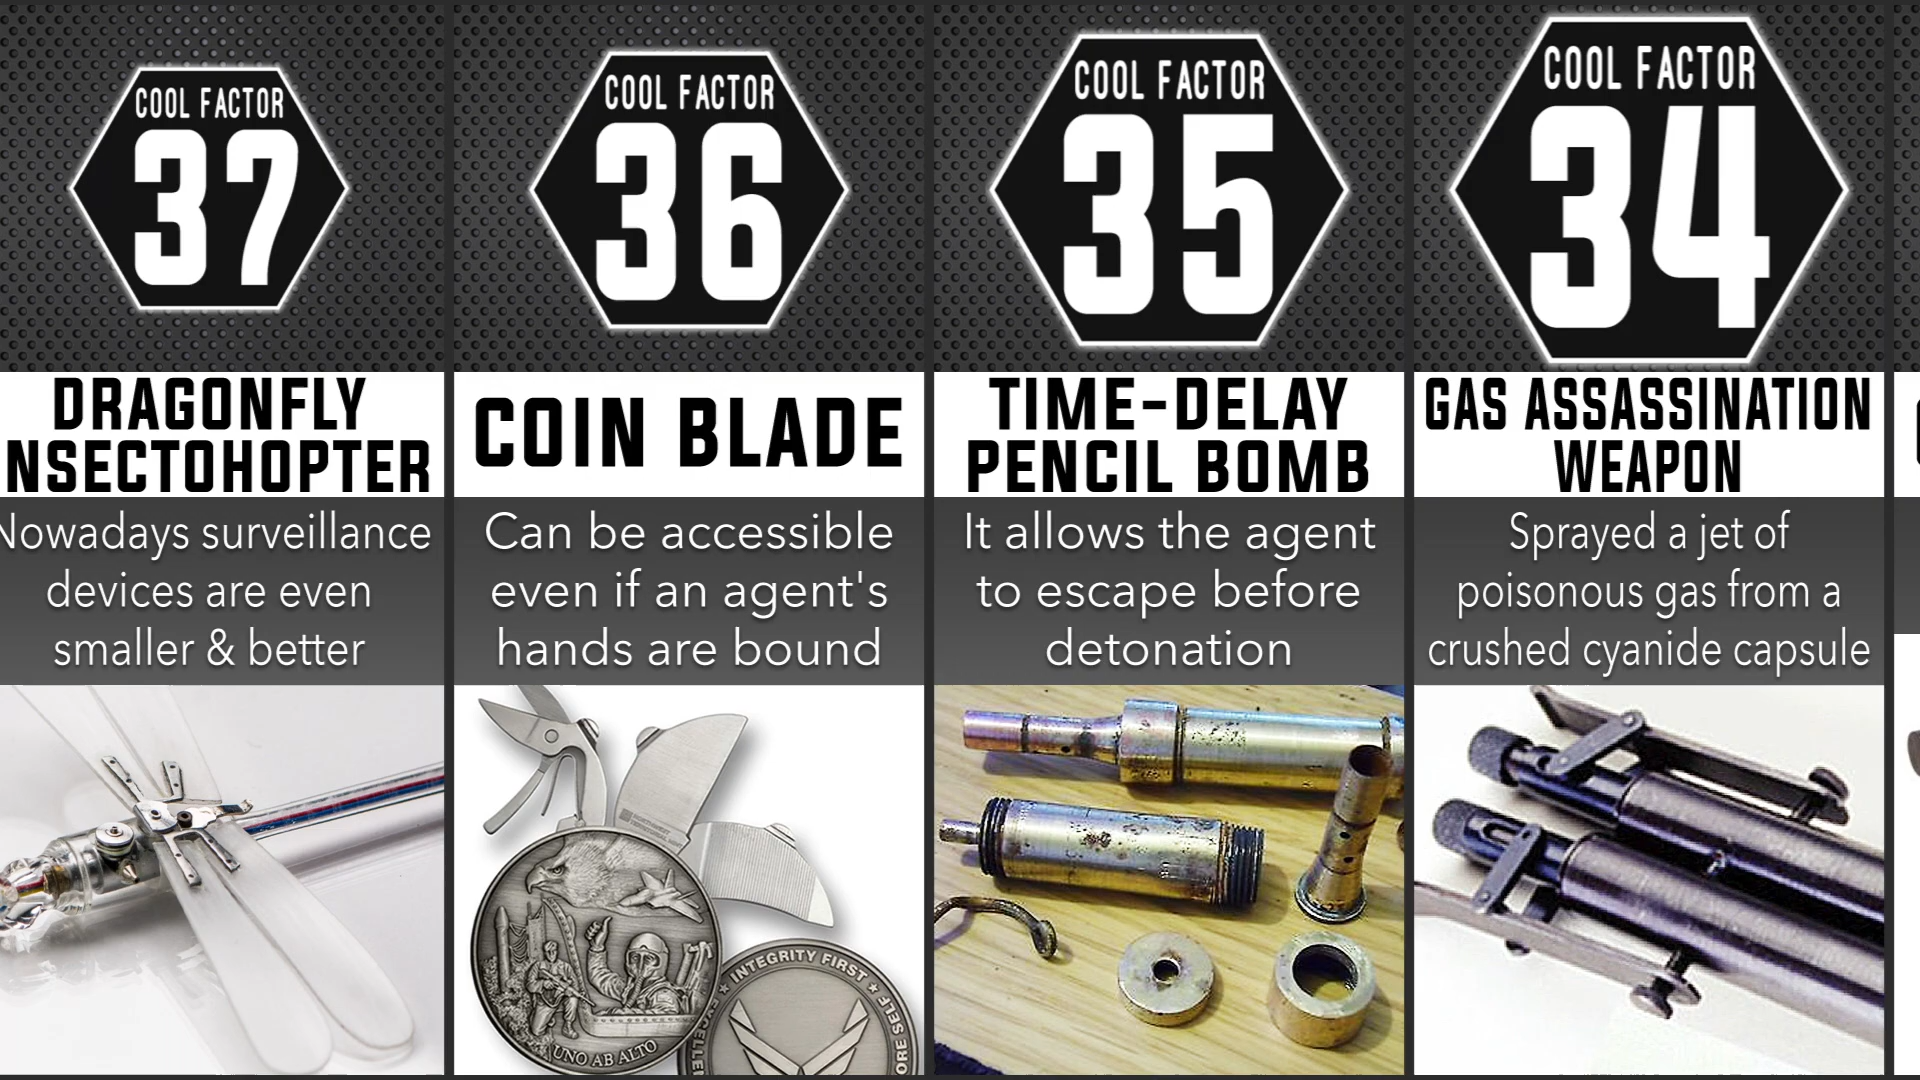 COOL FACTOR
37
DRAGONFLY
NSECTOHOPTER
Nowadays surveillance
devices are even
smaller & better
COOL FACTOR
36
COIN BLADE
Can be accessible
even if an agent's
hands are bound
UNO AB ALTO
INTEGRITY FIRST
ORE SELF
COOL FACTOR
35
TIME-DELAY
PENCIL BOMB
It allows the agent
to escape before
detonation
COOL FACTOR
34
GAS ASSASSINATION
WEAPON
Sprayed a jet of
poisonous gas from a
crushed cyanide capsule